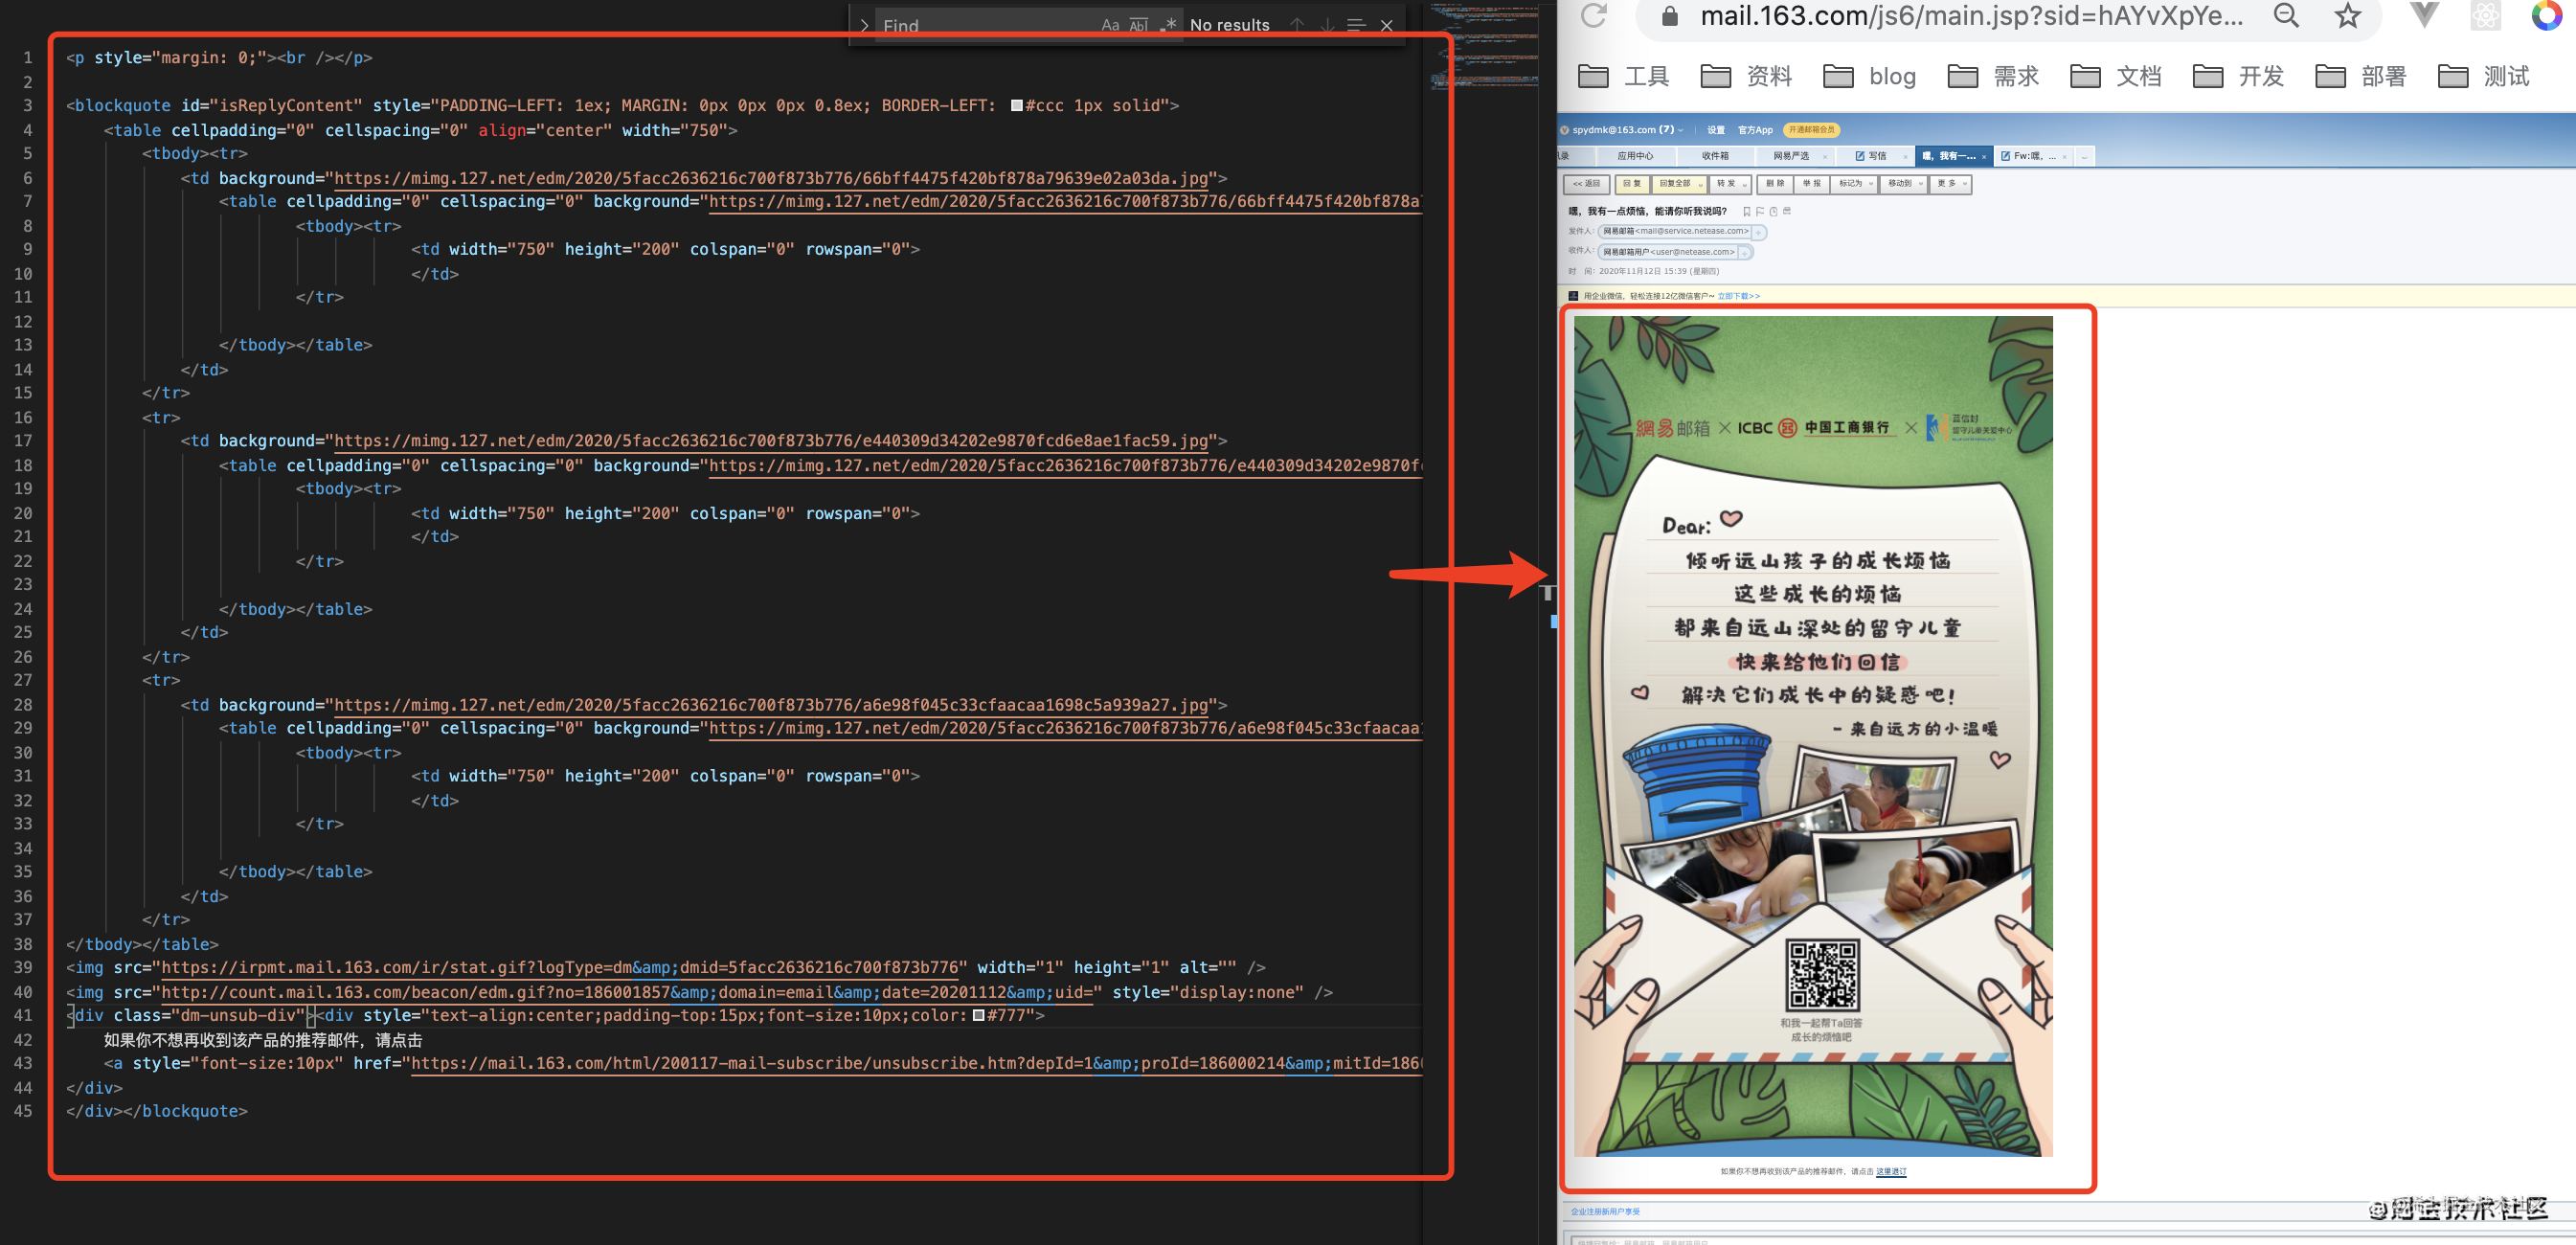 Find
Aa Abl .* No results
1 <p style="margin: 0;"><br /></p>
2
3 <blockquote id="isReplyContent" style="PADDING-LEFT: 1ex; MARGIN: 0px 0px 0px 0.8ex; BORDER-LEFT: #ccc 1px solid">
4 <table cellpadding="0" cellspacing="0" align="center" width="750">
5 <tbody><tr>
6 <td background="https://mimg.127.net/edm/2020/5facc2636216c700f873b776/66bff4475f420bf878a79639e02a03da.jpg">
7 <table cellpadding="0" cellspacing="0" background="https://mimg.127.net/edm/2020/5facc2636216c700f873b776/66bff4475f420bf878a7
8 <tbody><tr>
9 <td width="750" height="200" colspan="0" rowspan="0">
10 </td>
11 </tr>
12
13 </tbody></table>
14 </td>
15 </tr>
16 <tr>
17 <td background="https://mimg.127.net/edm/2020/5facc2636216c700f873b776/e440309d34202e9870fcd6e8ae1fac59.jpg">
18 <table cellpadding="0" cellspacing="0" background="https://mimg.127.net/edm/2020/5facc2636216c700f873b776/e440309d34202e9870fc
19 <tbody><tr>
20 <td width="750" height="200" colspan="0" rowspan="0">
21 </td>
22 </tr>
23
24 </tbody></table>
25 </td>
26 </tr>
27 <tr>
28 <td background="https://mimg.127.net/edm/2020/5facc2636216c700f873b776/a6e98f045c33cfaacaa1698c5a939a27.jpg">
29 <table cellpadding="0" cellspacing="0" background="https://mimg.127.net/edm/2020/5facc2636216c700f873b776/a6e98f045c33cfaacaa1
30 <tbody><tr>
31 <td width="750" height="200" colspan="0" rowspan="0">
32 </td>
33 </tr>
34
35 </tbody></table>
36 </td>
37 </tr>
38 </tbody></table>
39 <img src="https://irpmt.mail.163.com/ir/stat.gif?logType=dm&amp;dmid=5facc2636216c700f873b776" width="1" height="1" alt="" />
40 <img src="http://count.mail.163.com/beacon/edm.gif?no=186001857&amp;domain=email&amp;date=20201112&amp;uid=" style="display:none" />
41 <div class="dm-unsub-div"><div style="text-align:center;padding-top:15px;font-size:10px;color: #777">
42 如果你不想再收到该产品的推荐邮件，请点击
43 <a style="font-size:10px" href="https://mail.163.com/html/200117-mail-subscribe/unsubscribe.htm?depId=1&amp;proId=186000214&amp;mitId=186
44 </div>
45 </div></blockquote>
mail.163.com/js6/main.jsp?sid=hAYvXpYe...
工具 资料 blog 需求 文档 开发 部署 测试
spydmk@163.com (7) 设置 官方App 开通邮箱会员
录 应用中心 收件箱 网易严选 写信 嘿，我有一... Fw:嘿，...
<< 返回 回复 回复全部 转发 删除 举报 标记为 移动到 更多
嘿，我有一点烦恼，能请你听我说吗？
发件人： 网易邮箱<mail@service.netease.com>
收件人： 网易邮箱用户<user@netease.com>
时 间： 2020年11月12日 15:39 (星期四)
用企业微信，轻松连接12亿微信客户~ 立即下载>>
網易邮箱 × ICBC 中国工商银行 × 蓝信封
留守儿童关爱中心
Dear:
倾听远山孩子的成长烦恼
这些成长的烦恼
都来自远山深处的留守儿童
快来给他们回信
解决它们成长中的疑惑吧！
- 来自远方的小温暖
和我一起帮Ta回答
成长的烦恼吧
如果你不想再收到该产品的推荐邮件，请点击 这里退订
企业注册新用户享受
@稀土掘金技术社区